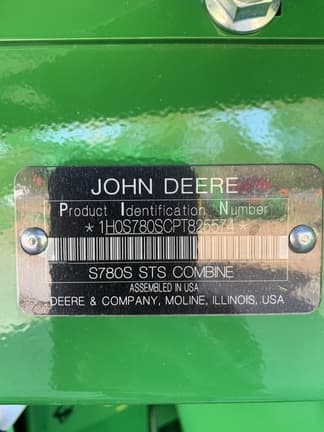 JOHN DEERE
Product Identification Number
* 1H0S780SCPT825574 *
S780S STS COMBINE
ASSEMBLED IN USA
DEERE & COMPANY, MOLINE, ILLINOIS, USA